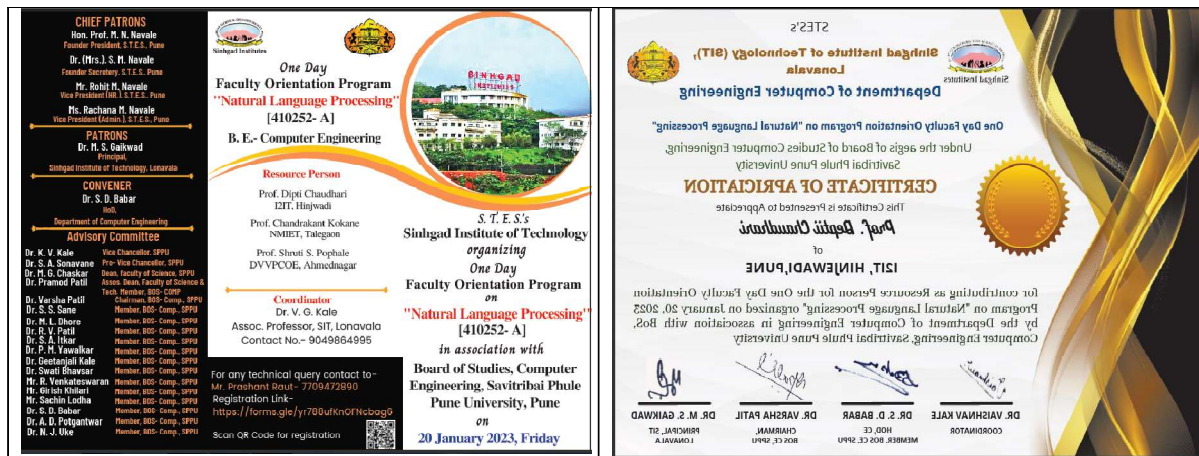 CHIEF PATRONS
Hon. Prof. M. N. Navale
Founder President, S.T.E.S., Pune
Dr. (Mrs.). S. M. Navale
Founder Secretary, S.T.E.S. Pune
Mr. Rohit M. Navale
Vice President (HR.), S.T.E.S., Pune
Ms. Rachana M. Navale
Vice President (Admin.), S.T.E.S., Pune
PATRONS
Dr. M. S. Gaikwad
Principal,
Sinhgad Institute of Technology, Lonavala
CONVENER
Dr. S. D. Babar
HoD,
Department of Computer Engineering
Advisory Committee
Dr. K. V. Kale Vice Chancellor, SPPU
Dr. S. A. Sonavane Pro- Vice Chancellor, SPPU
Dr. M. G. Chaskar Dean, faculty of Science, SPPU
Dr. Pramod Patil Assos. Dean, Faculty of Science &
Tech. Member, BOS- COMP
Dr. Varsha Patil Chairman, BOS- Comp., SPPU
Dr. S. S. Sane Member, BOS- Comp., SPPU
Dr. M. L. Dhore Member, BOS- Comp., SPPU
Dr. R. V. Patil Member, BOS- Comp., SPPU
Dr. S. A. Itkar Member, BOS- Comp., SPPU
Dr. P. M. Yawalkar Member, BOS- Comp., SPPU
Dr. Geetanjali Kale Member, BOS- Comp., SPPU
Dr. Swati Bhavsar Member, BOS- Comp., SPPU
Mr. R. Venkateswaran Member, BOS- Comp., SPPU
Mr. Girish Khilari Member, BOS- Comp., SPPU
Mr. Sachin Lodha Member, BOS- Comp., SPPU
Dr. S. D. Babar Member, BOS- Comp., SPPU
Dr. A. D. Potgantwar Member, BOS- Comp., SPPU
Dr. N. J. Uke Member, BOS- Comp., SPPU
Sinhgad Institutes
One Day
Faculty Orientation Program
"Natural Language Processing"
[410252- A]
B. E.- Computer Engineering
Resource Person
Prof. Dipti Chaudhari
I2IT, Hinjwadi
Prof. Chandrakant Kokane
NMIET, Talegaon
Prof. Shruti S. Pophale
DVVPCOE, Ahmednagar
Coordinator
Dr. V. G. Kale
Assoc. Professor, SIT, Lonavala
Contact No.- 9049864995
For any technical query contact to-
Mr. Prashant Raut- 7709472890
Registration Link-
Scan QR Code for registration
SINHGAD
INSTITUTES
S. T. E. S.'s
Sinhgad Institute of Technology
organizing
One Day
Faculty Orientation Program
on
"Natural Language Processing"
[410252- A]
in association with
Board of Studies, Computer
Engineering, Savitribai Phule
Pune University, Pune
on
20 January 2023, Friday
STES's
Sinhgad Institutes
Sinhgad Institute of Technology (SIT),
Lonavala
Department of Computer Engineering
One Day Faculty Orientation Program on "Natural Language Processing"
Under the aegis of Board of Studies Computer Engineering,
Savitribai Phule Pune University
CERTIFICATE OF APRICIATION
This Certificate is Presented to Appreciate
Prof. Deptii Chaudhari
of
I2IT, HINJEWADI,PUNE
for contributing as Resource Person for the One Day Faculty Orientation
Program on "Natural Language Processing" organized on January 20, 2023
by the Department of Computer Engineering in association with BoS,
Computer Engineering, Savitribai Phule Pune University
DR. VAISHNAV KALE
COORDINATOR
DR. S. D. BABAR
HOD, CE
MEMBER, BOS CE, SPPU
DR. VARSHA PATIL
CHAIRMAN,
BOS CE, SPPU
DR. M. S. GAIKWAD
PRINCIPAL, SIT
LONAVALA